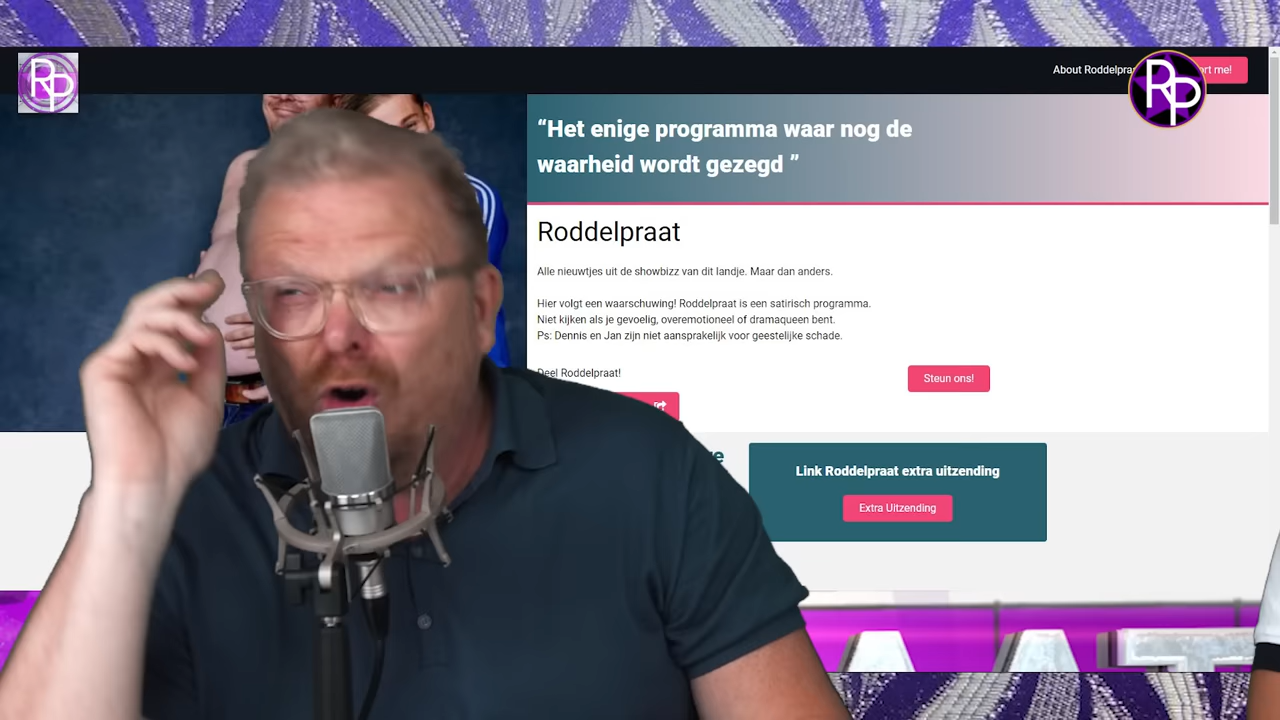 RP
About Roddelpra
rt me!
RP
“Het enige programma waar nog de
waarheid wordt gezegd ”
Roddelpraat
Alle nieuwtjes uit de showbizz van dit landje. Maar dan anders.
Hier volgt een waarschuwing! Roddelpraat is een satirisch programma.
Niet kijken als je gevoelig, overemotioneel of dramaqueen bent.
Ps: Dennis en Jan zijn niet aansprakelijk voor geestelijke schade.
Deel Roddelpraat!
Steun ons!
Link Roddelpraat extra uitzending
Extra Uitzending